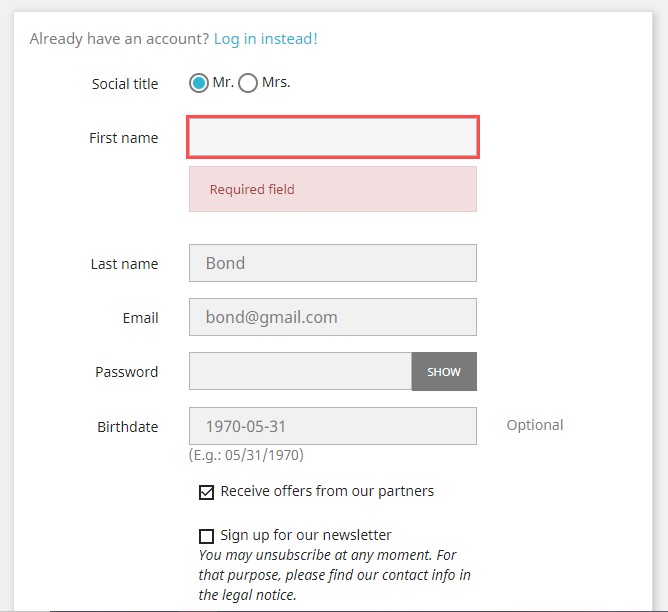 Already have an account? Log in instead!
Social title Mr. Mrs.
First name
Required field
Last name Bond
Email bond@gmail.com
Password SHOW
Birthdate 1970-05-31 Optional
(E.g.: 05/31/1970)
Receive offers from our partners
Sign up for our newsletter
You may unsubscribe at any moment. For
that purpose, please find our contact info in
the legal notice.